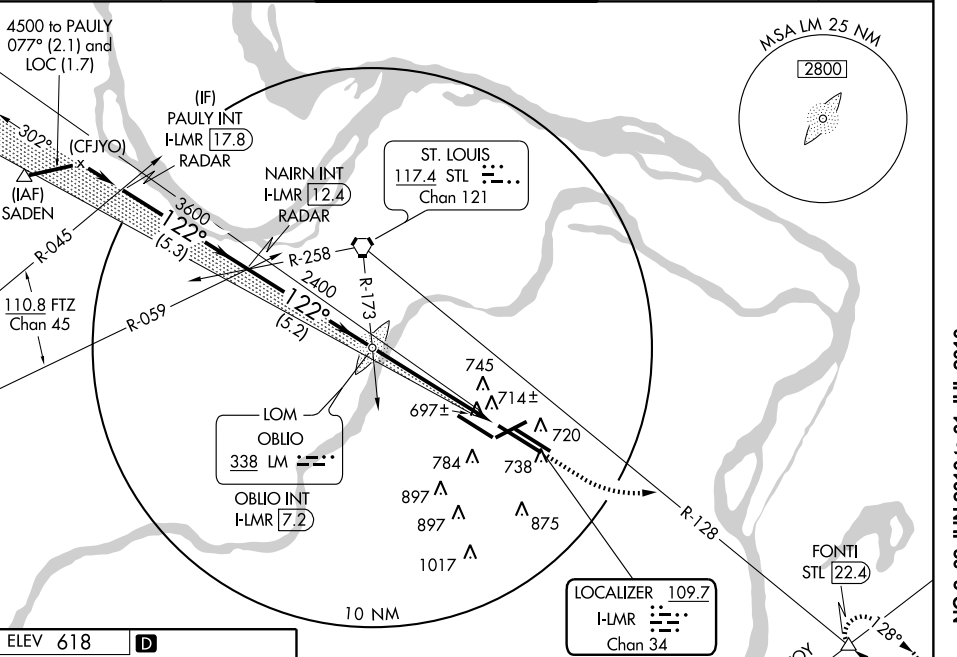 4500 to PAULY
077° (2.1) and
LOC (1.7)
MSA LM 25 NM
2800
(IF)
PAULY INT
I-LMR 17.8
RADAR
302°
(CFJYO)
(IAF)
SADEN
NAIRN INT
I-LMR 12.4
RADAR
ST. LOUIS
117.4 STL
Chan 121
3600
122°
(5.3)
R-045
R-258
2400
R-173
110.8 FTZ
Chan 45
R-059
122°
(5.2)
745
714±
697±
720
LOM
OBLIO
338 LM
784
738
OBLIO INT
I-LMR 7.2
897
897
875
R-128
1017
FONTI
STL 22.4
10 NM
LOCALIZER 109.7
I-LMR
Chan 34
128°
ELEV 618
D